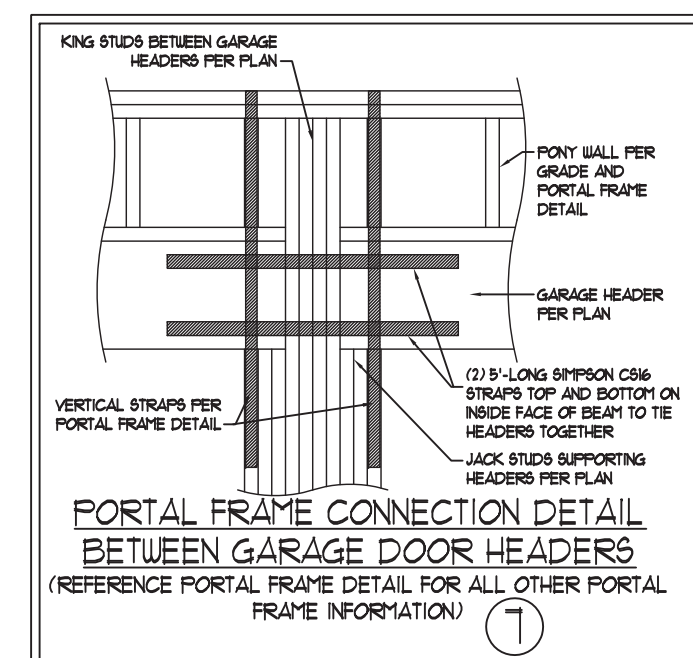 KING STUDS BETWEEN GARAGE
HEADERS PER PLAN
PONY WALL PER
GRADE AND
PORTAL FRAME
DETAIL
GARAGE HEADER
PER PLAN
(2) 5'-LONG SIMPSON CS16
STRAPS TOP AND BOTTOM ON
INSIDE FACE OF BEAM TO TIE
HEADERS TOGETHER
VERTICAL STRAPS PER
PORTAL FRAME DETAIL
JACK STUDS SUPPORTING
HEADERS PER PLAN
PORTAL FRAME CONNECTION DETAIL
BETWEEN GARAGE DOOR HEADERS
(REFERENCE PORTAL FRAME DETAIL FOR ALL OTHER PORTAL
FRAME INFORMATION)
7